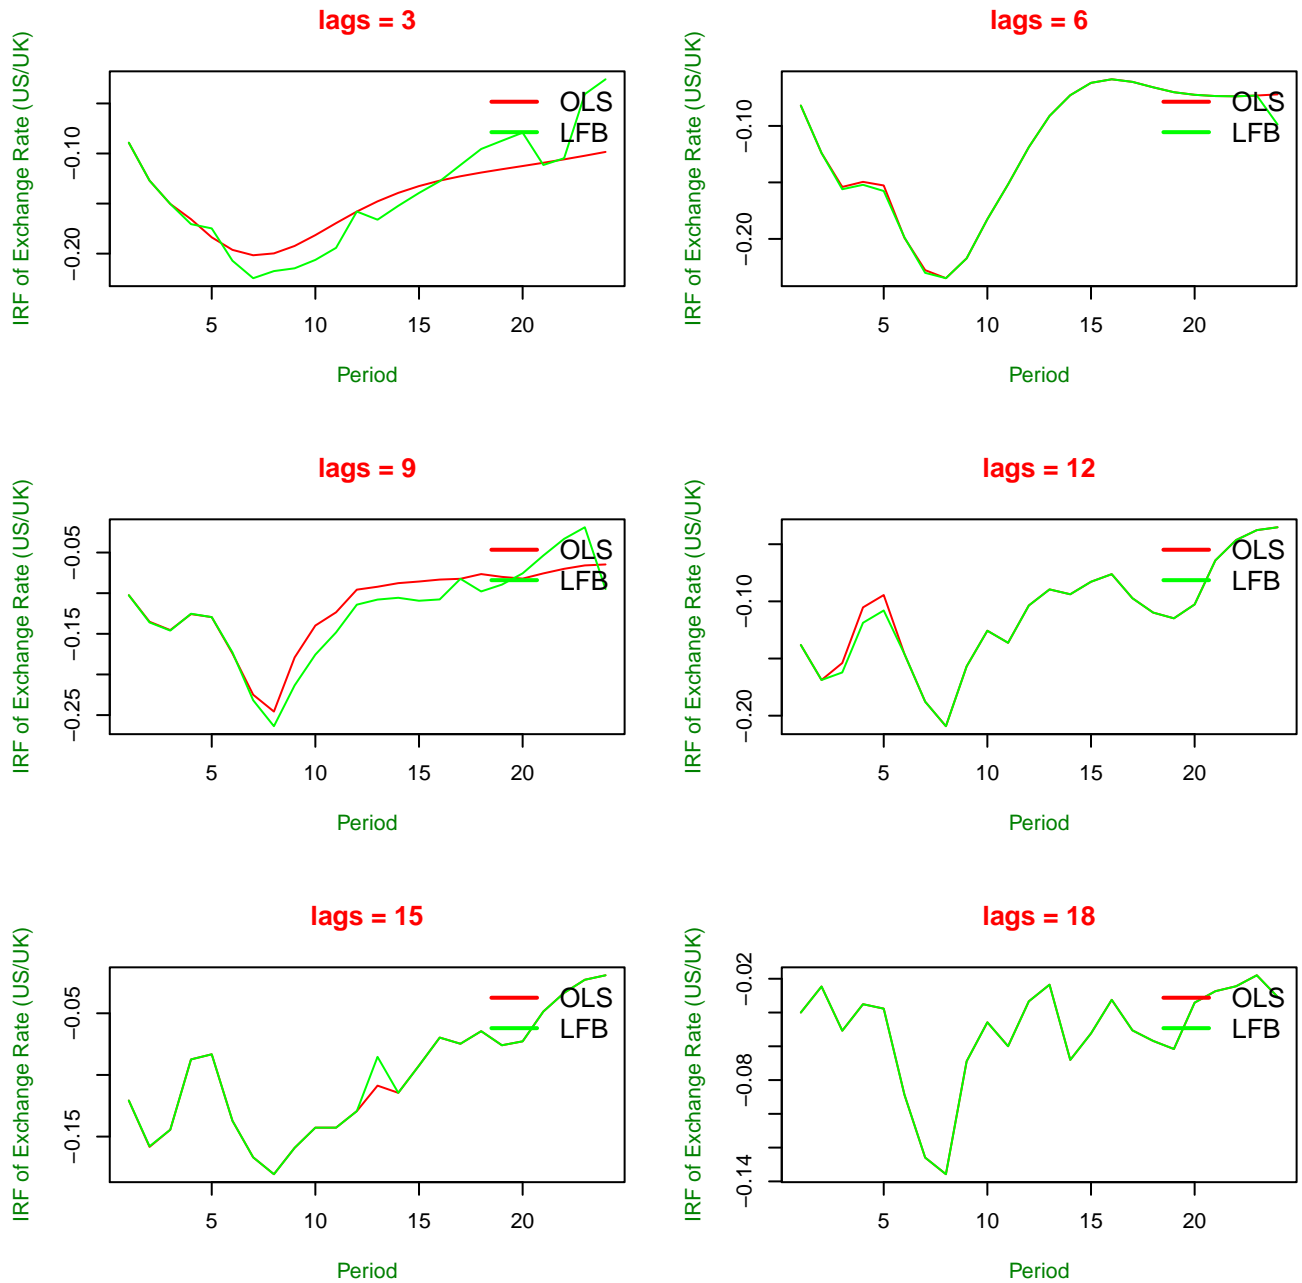 lags = 3
IRF of Exchange Rate (US/UK)
−0.10
−0.20
OLS
LFB
5 10 15 20
Period
lags = 6
IRF of Exchange Rate (US/UK)
−0.10
−0.20
OLS
LFB
5 10 15 20
Period
lags = 9
IRF of Exchange Rate (US/UK)
−0.05
−0.15
−0.25
OLS
LFB
5 10 15 20
Period
lags = 12
IRF of Exchange Rate (US/UK)
−0.10
−0.20
OLS
LFB
5 10 15 20
Period
lags = 15
IRF of Exchange Rate (US/UK)
−0.05
−0.15
OLS
LFB
5 10 15 20
Period
lags = 18
IRF of Exchange Rate (US/UK)
−0.02
−0.08
−0.14
OLS
LFB
5 10 15 20
Period